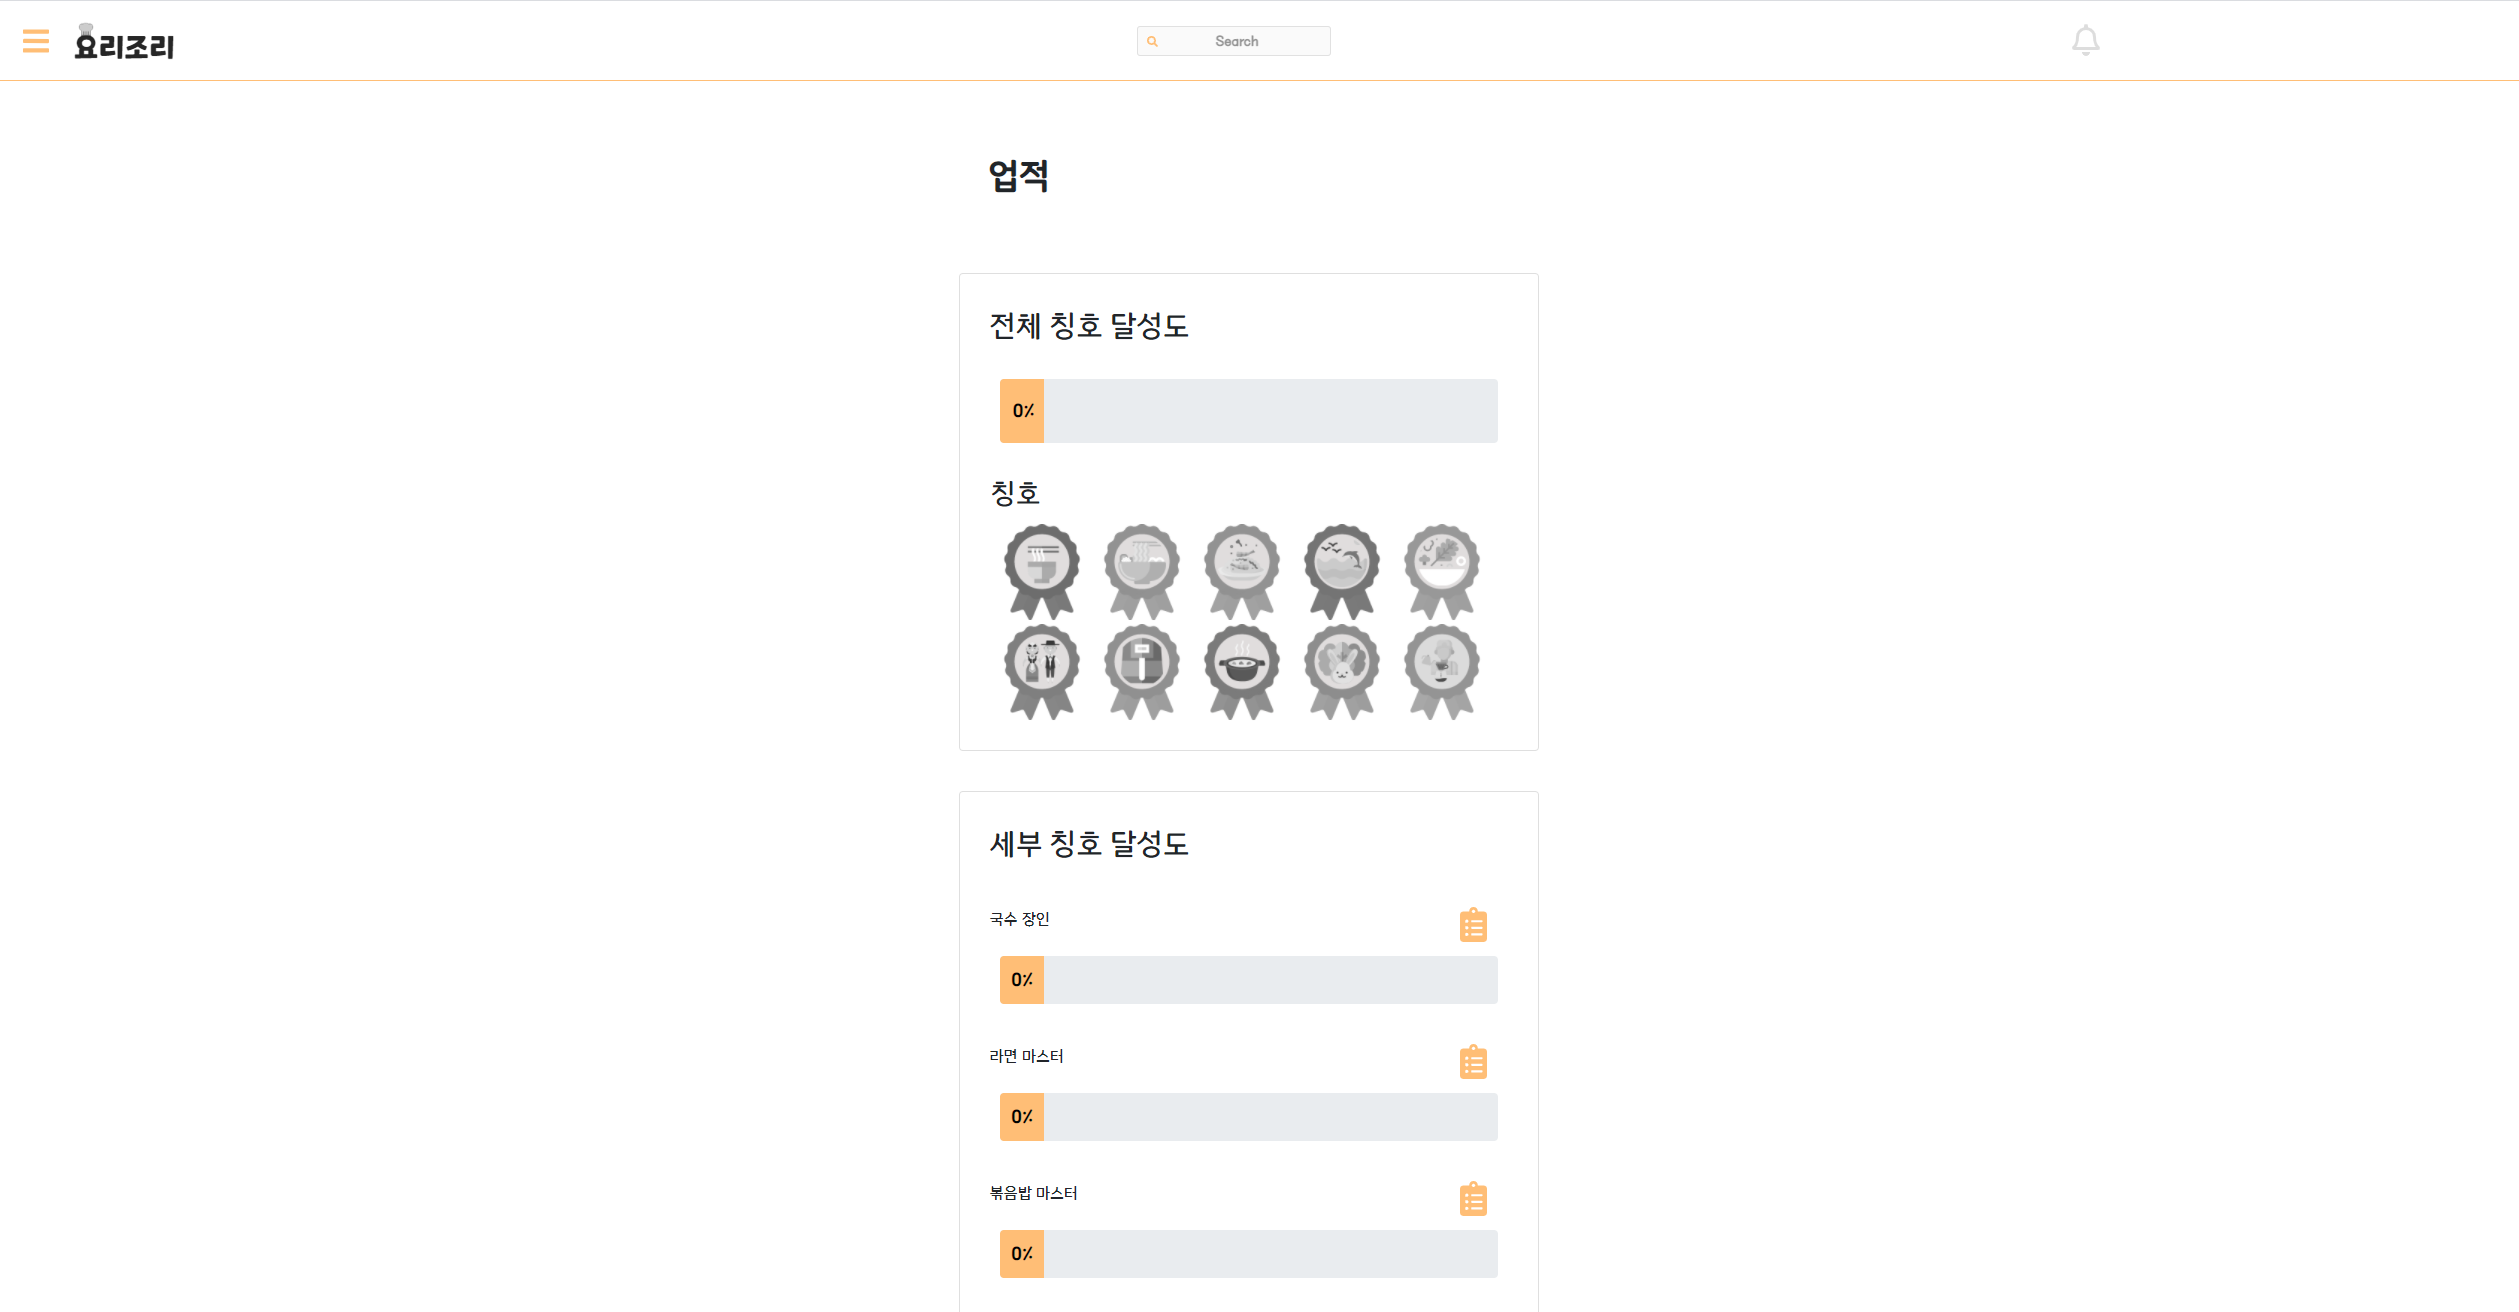 요리조리
Search
업적
전체 칭호 달성도
0%
칭호
세부 칭호 달성도
국수 장인
0%
라면 마스터
0%
볶음밥 마스터
0%